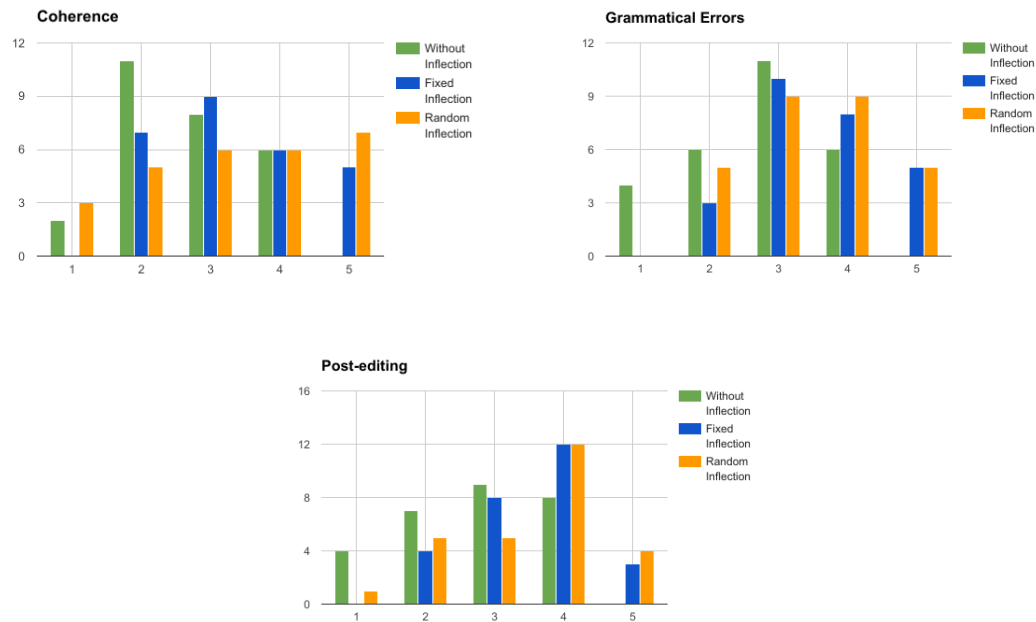 Coherence
12
9
6
3
0
1 2 3 4 5
Without
Inflection
Fixed
Inflection
Random
Inflection
Grammatical Errors
12
9
6
3
0
1 2 3 4 5
Without
Inflection
Fixed
Inflection
Random
Inflection
Post-editing
16
12
8
4
0
1 2 3 4 5
Without
Inflection
Fixed
Inflection
Random
Inflection